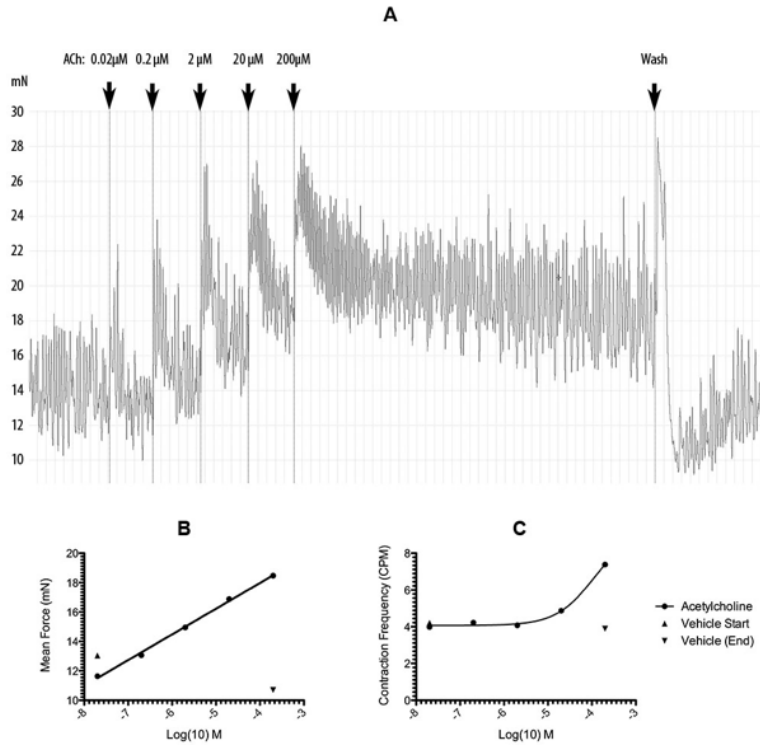 A
ACh: 0.02µM 0.2 µM 2 µM 20 µM 200µM Wash
mN
30
28
26
24
22
20
18
16
14
12
10
B
20
18
16
14
12
10
Mean Force (mN)
-8 -7 -6 -5 -4 -3
Log(10) M
C
8
6
4
2
0
Contraction Frequency (CPM)
-8 -7 -6 -5 -4 -3
Log(10) M
Acetylcholine
Vehicle Start
Vehicle (End)